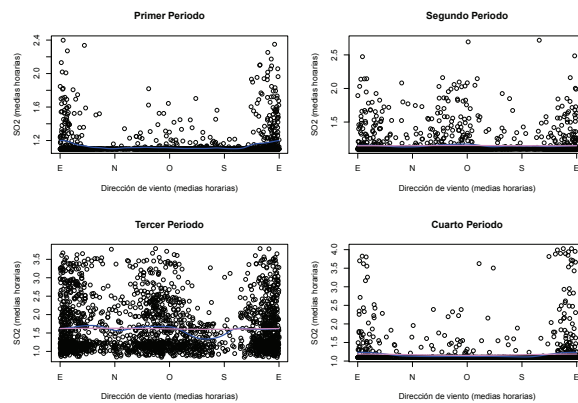 Primer Periodo
SO2 (medias horarias)
2.4
2.0
1.6
1.2
E N O S E
Dirección de viento (medias horarias)
Segundo Periodo
SO2 (medias horarias)
2.5
2.0
1.5
E N O S E
Dirección de viento (medias horarias)
Tercer Periodo
SO2 (medias horarias)
3.5
3.0
2.5
2.0
1.5
1.0
E N O S E
Dirección de viento (medias horarias)
Cuarto Periodo
SO2 (medias horarias)
4.0
3.5
3.0
2.5
2.0
1.5
1.0
E N O S E
Dirección de viento (medias horarias)